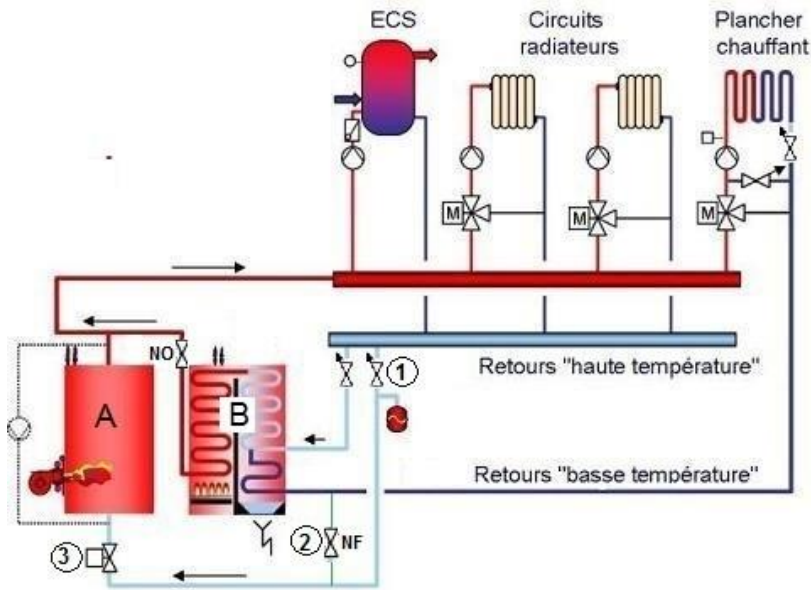 ECS
Circuits
radiateurs
Plancher
chauffant
M
M
M
NO
A
B
1
Retours "haute température"
Retours "basse température"
2
NF
3